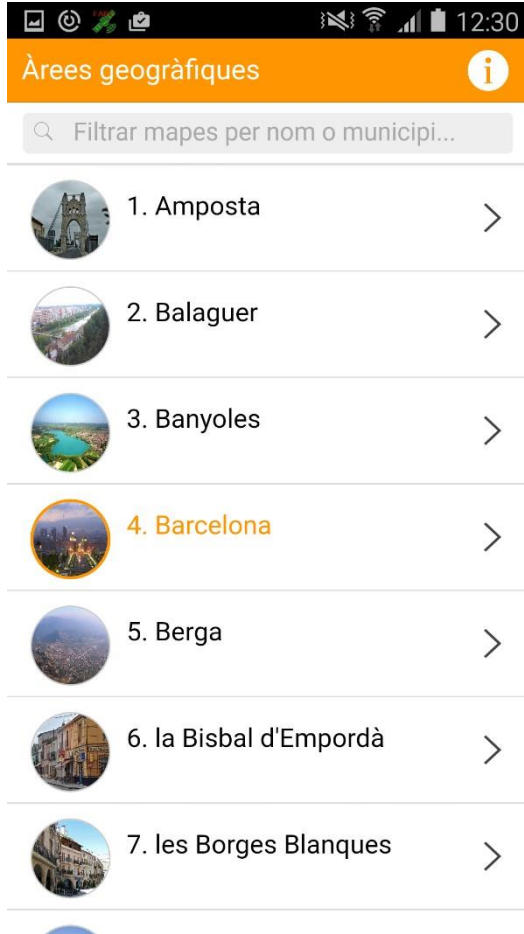 12:30
Àrees geogràfiques
Filtrar mapes per nom o municipi...
1. Amposta
2. Balaguer
3. Banyoles
4. Barcelona
5. Berga
6. la Bisbal d'Empordà
7. les Borges Blanques